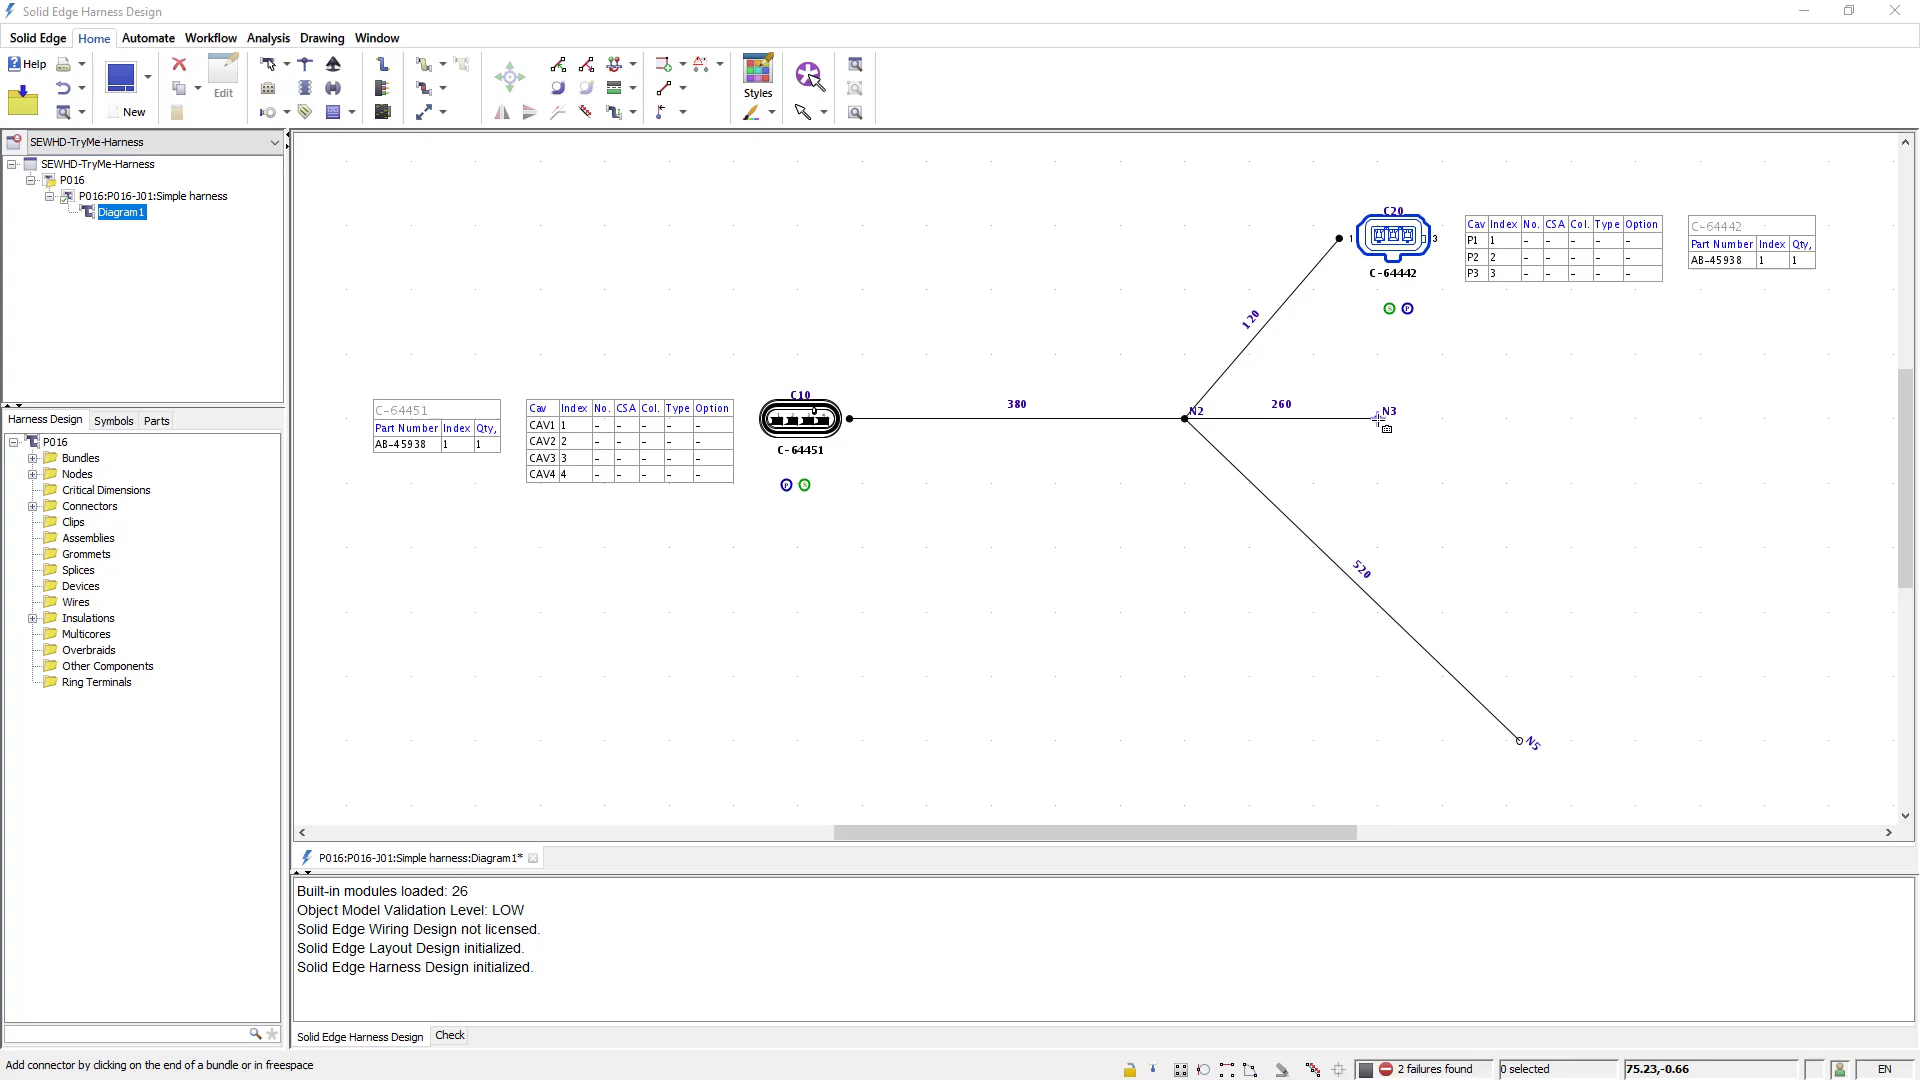 Solid Edge Harness Design
Solid Edge Home Automate Workflow Analysis Drawing Window
Help
New
Edit
Styles
SEWHD-TryMe-Harness
SEWHD-TryMe-Harness
P016
P016:P016-J01:Simple harness
Diagram1
Harness Design Symbols Parts
P016
Bundles
Nodes
Critical Dimensions
Connectors
Clips
Assemblies
Grommets
Splices
Devices
Wires
Insulations
Multicores
Overbraids
Other Components
Ring Terminals
C20
1 3
C-64442
S P
Cav Index No. CSA Col. Type Option
P1 1 - - - - -
P2 2 - - - - -
P3 3 - - - - -
C-64442
Part Number Index Qty,
AB-45938 1 1
120
C-64451
Part Number Index Qty,
AB-45938 1 1
Cav Index No. CSA Col. Type Option
CAV1 1 - - - - -
CAV2 2 - - - - -
CAV3 3 - - - - -
CAV4 4 - - - - -
C10
C-64451
P S
380
N2
260
N3
520
N5
P016:P016-J01:Simple harness:Diagram1*
Built-in modules loaded: 26
Object Model Validation Level: LOW
Solid Edge Wiring Design not licensed.
Solid Edge Layout Design initialized.
Solid Edge Harness Design initialized.
Solid Edge Harness Design Check
Add connector by clicking on the end of a bundle or in freespace
2 failures found
0 selected
75.23,-0.66
EN